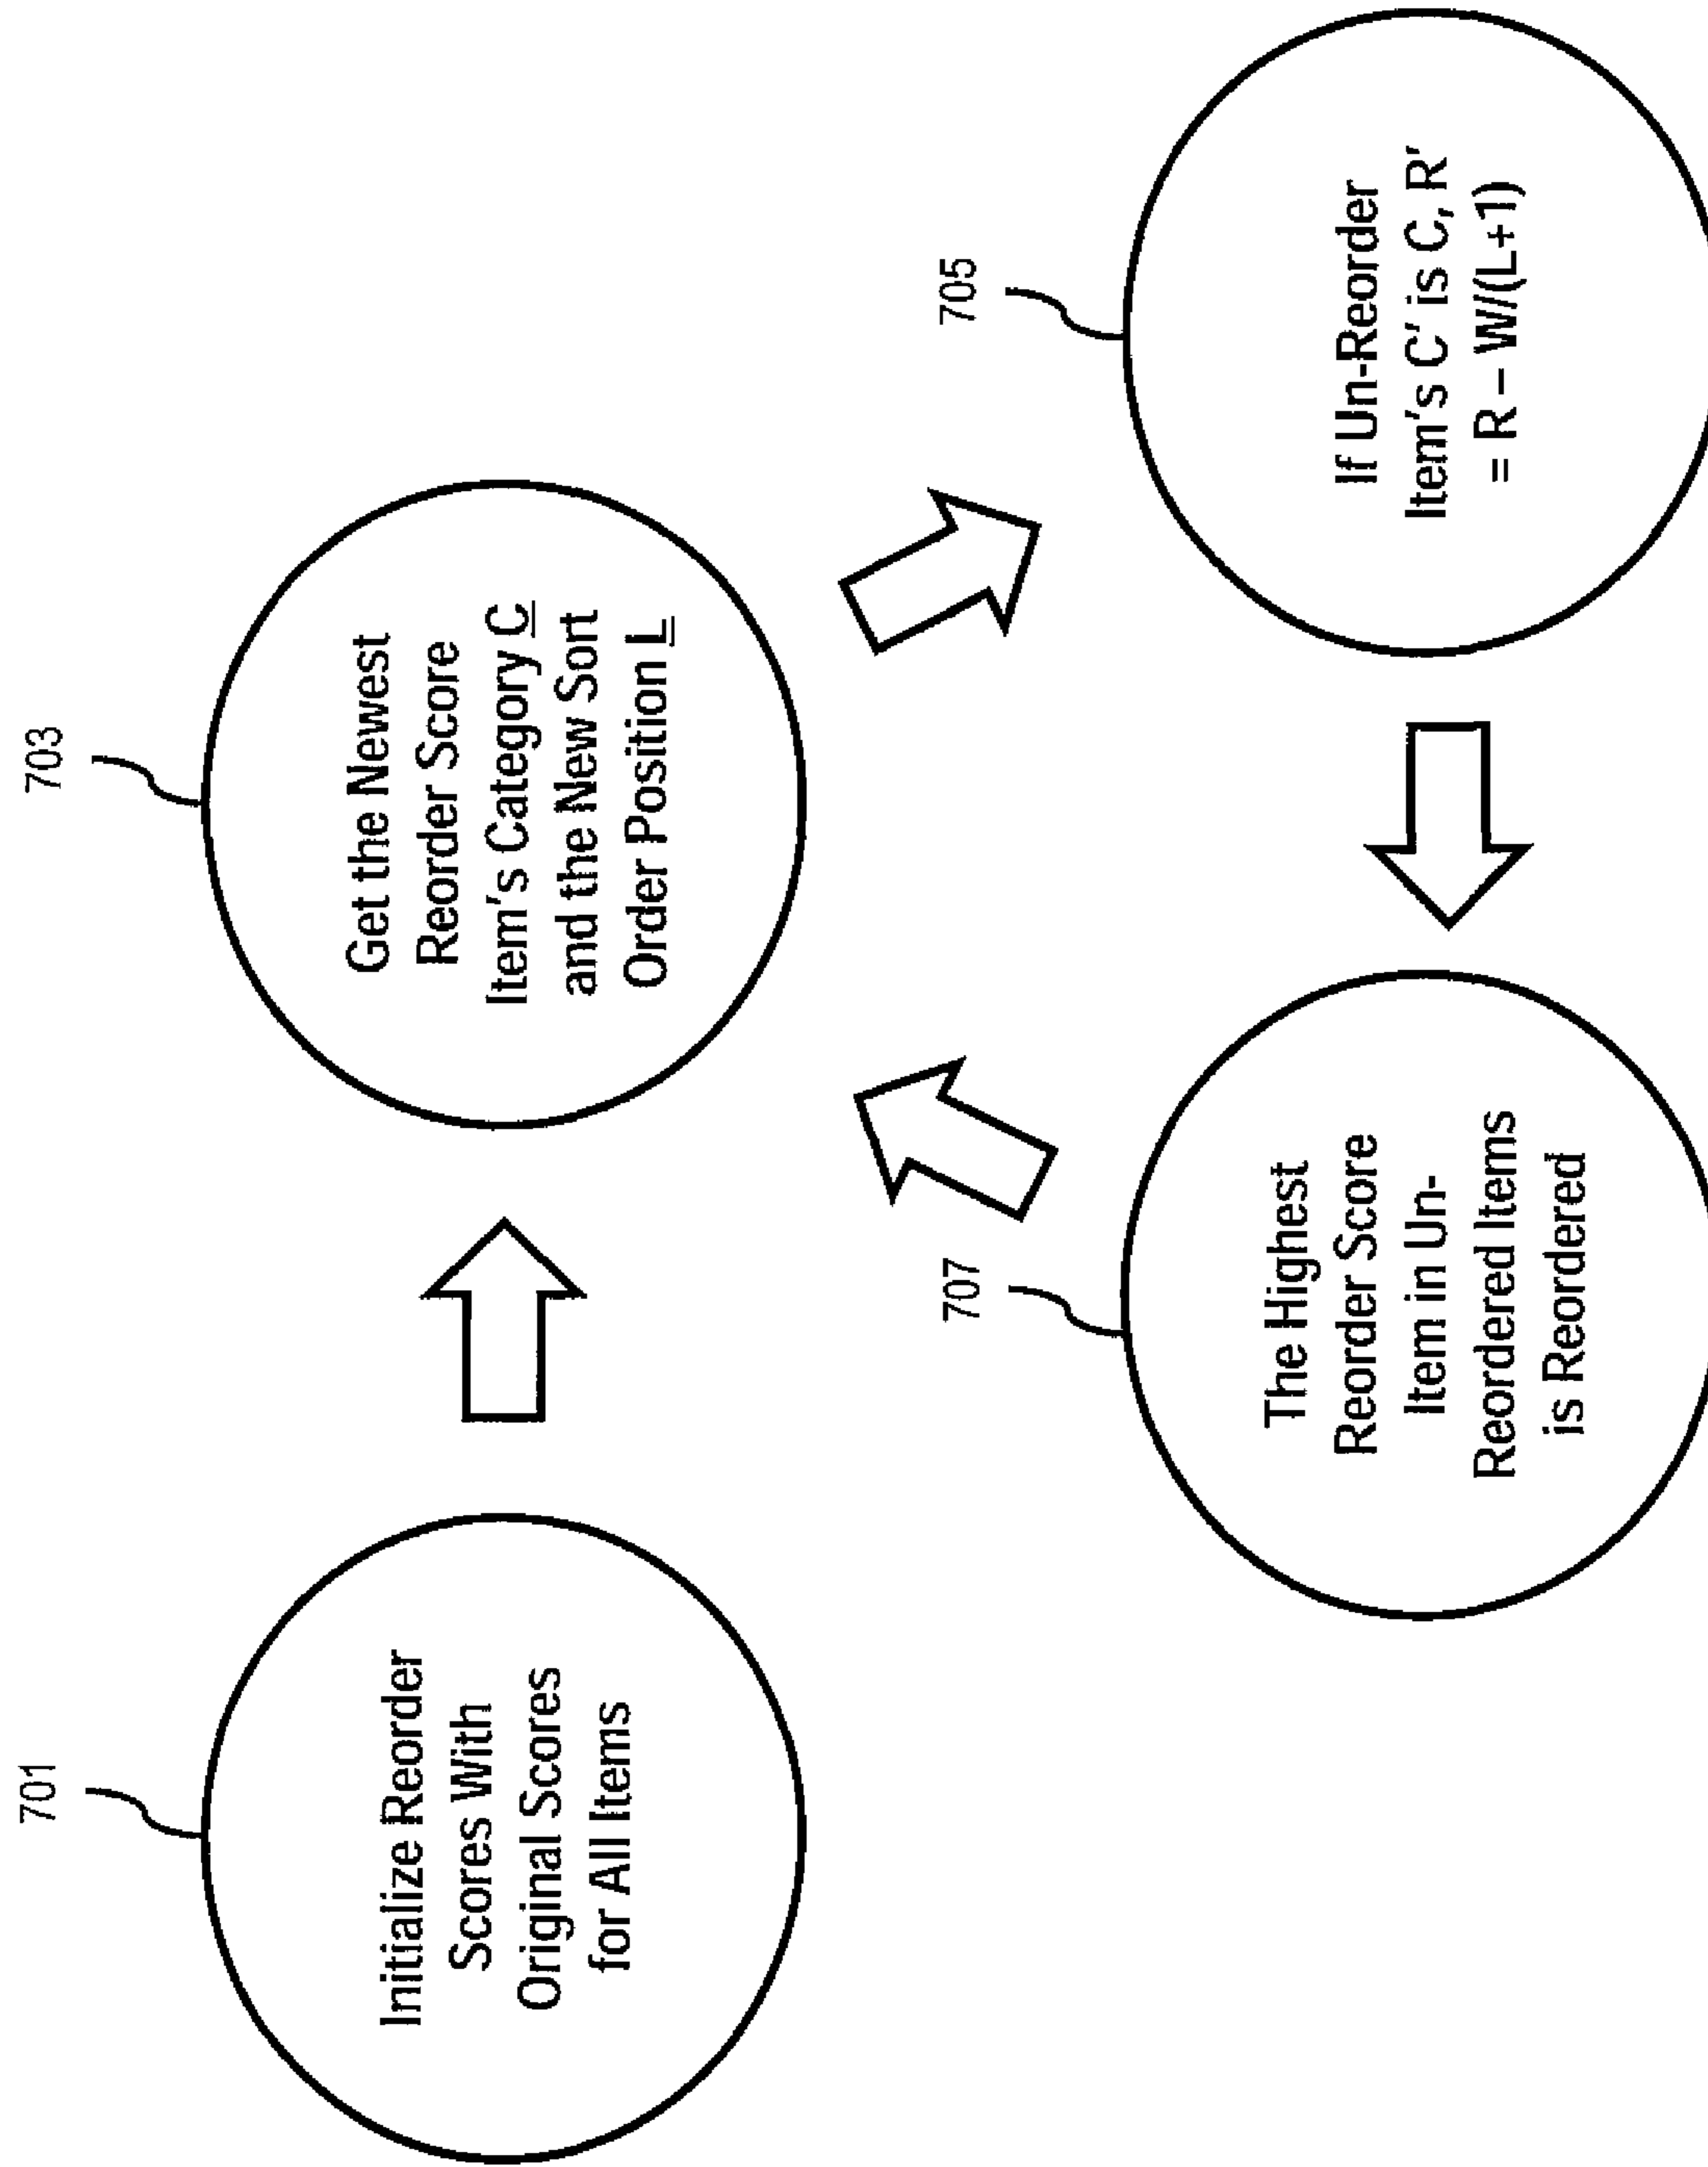 701
Initialize Reorder
Scores With
Original Scores
for All Items
703
Get the Newest
Reorder Score
Item's Category C
and the New Sort
Order Position L
707
The Highest
Reorder Score
Item in Un-
Reordered Items
is Reordered
705
If Un-Reorder
Item's C' is C, R'
= R – W/(L+1)